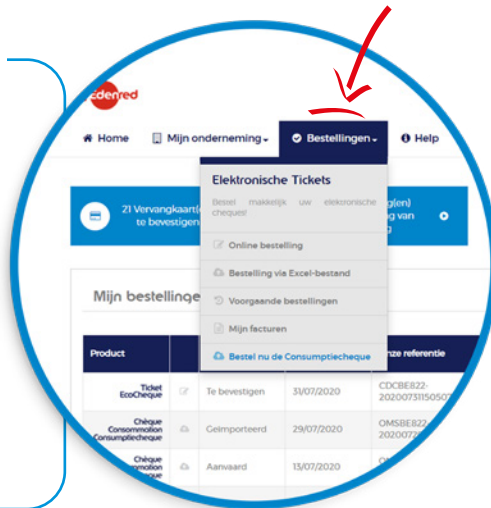 Edenred
Home Mijn onderneming Bestellingen Help
Elektronische Tickets
Bestel makkelijk uw elektronische
cheques!
21 Vervangkaart(
te bevestigen
g(en)
ng van
Online bestelling
Bestelling via Excel-bestand
Voorgaande bestellingen
Mijn facturen
Bestel nu de Consumptiecheque
Mijn bestellinge
Product nze referentie
Ticket
EcoCheque
Te bevestigen 31/07/2020 CDCBE822-
Chèque
Consommation
Consumptiecheque
Geïmporteerd 29/07/2020 OMSBE822-
Chèque
Aanvaard 13/07/2020